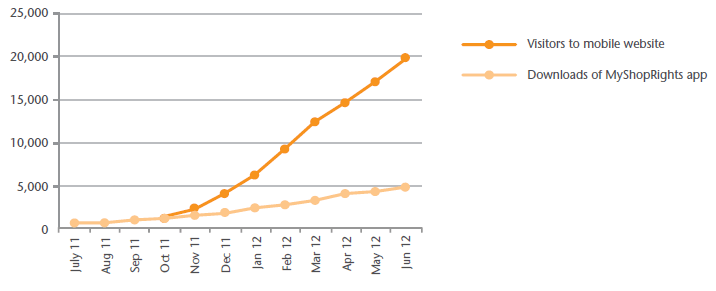 25,000
20,000
15,000
10,000
5,000
0
July 11
Aug 11
Sep 11
Oct 11
Nov 11
Dec 11
Jan 12
Feb 12
Mar 12
Apr 12
May 12
Jun 12
Visitors to mobile website
Downloads of MyShopRights app